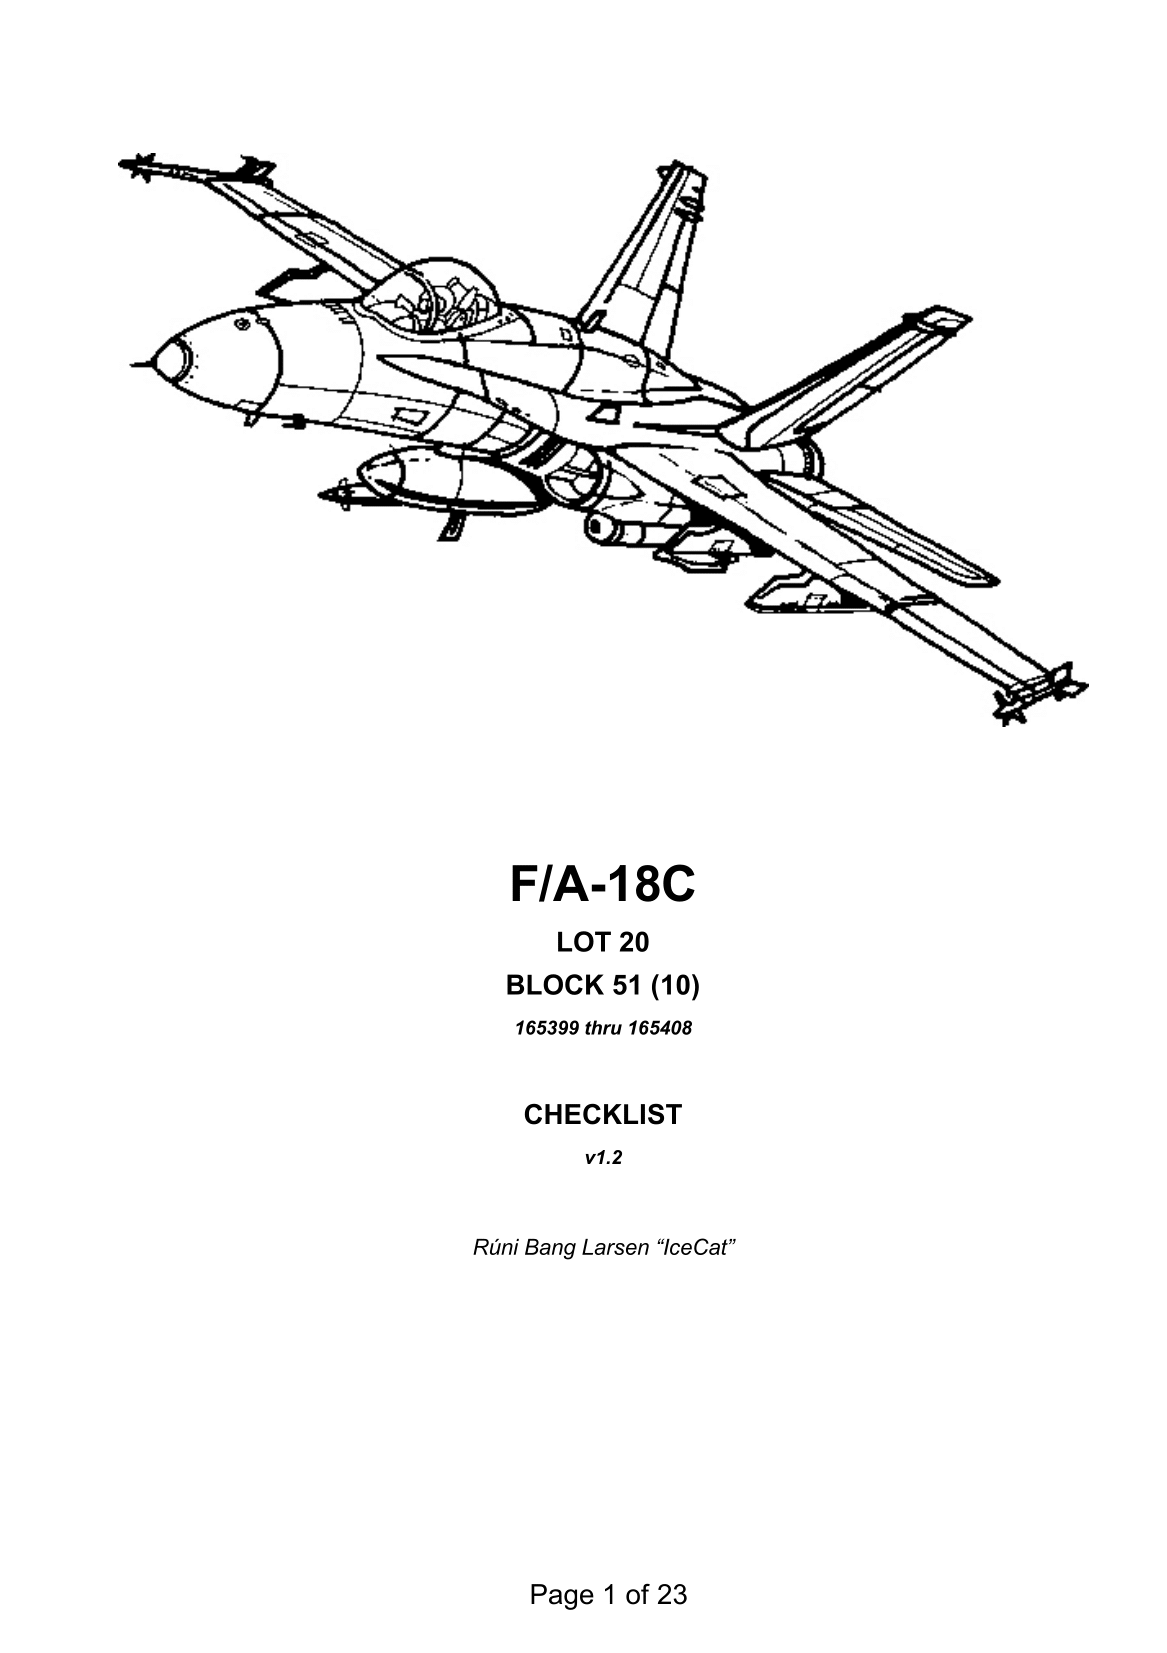 F/A-18C
LOT 20
BLOCK 51 (10)
165399 thru 165408
CHECKLIST
v1.2
Rúni Bang Larsen “IceCat”
Page 1 of 23